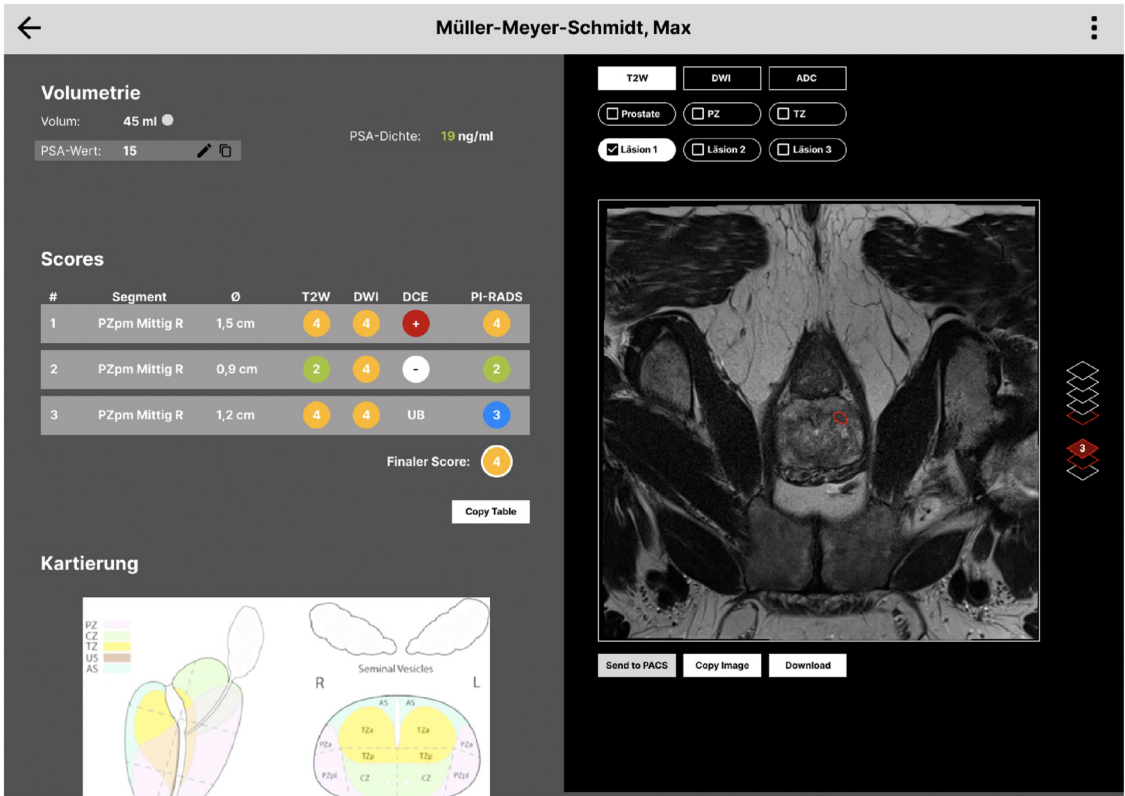 Müller-Meyer-Schmidt, Max
Volumetrie
Volum: 45 ml
PSA-Wert: 15
PSA-Dichte: 19 ng/ml
Scores
# Segment Ø T2W DWI DCE PI-RADS
1 PZpm Mittig R 1,5 cm 4 4 + 4
2 PZpm Mittig R 0,9 cm 2 4 - 2
3 PZpm Mittig R 1,2 cm 4 4 UB 3
Finaler Score: 4
Copy Table
Kartierung
PZ
CZ
TZ
US
AS
Seminal Vesicles
R L
AS AS
TZa TZa
PZa PZa
TZp TZp
PZpl CZ CZ PZpl
T2W DWI ADC
Prostate PZ TZ
Läsion 1 Läsion 2 Läsion 3
3
Send to PACS Copy Image Download